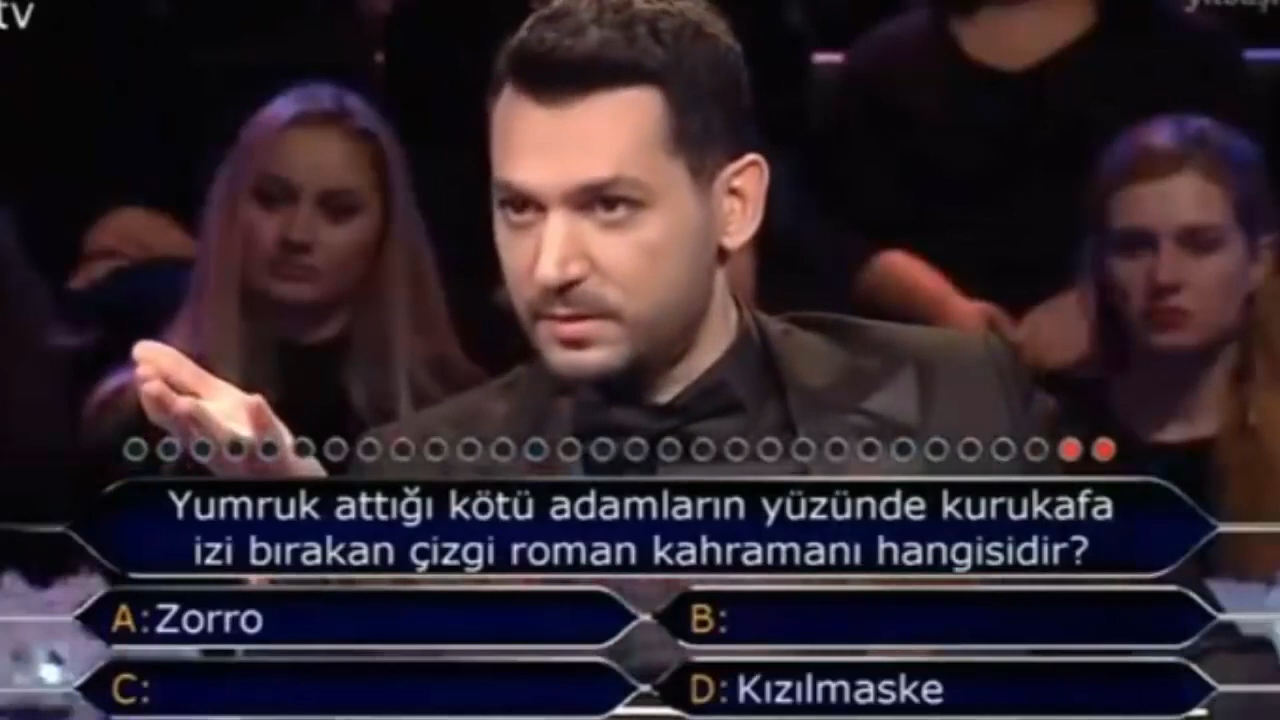 tv
Yumruk attığı kötü adamların yüzünde kurukafa
izi bırakan çizgi roman kahramanı hangisidir?
A: Zorro
B:
C:
D: Kızılmaske